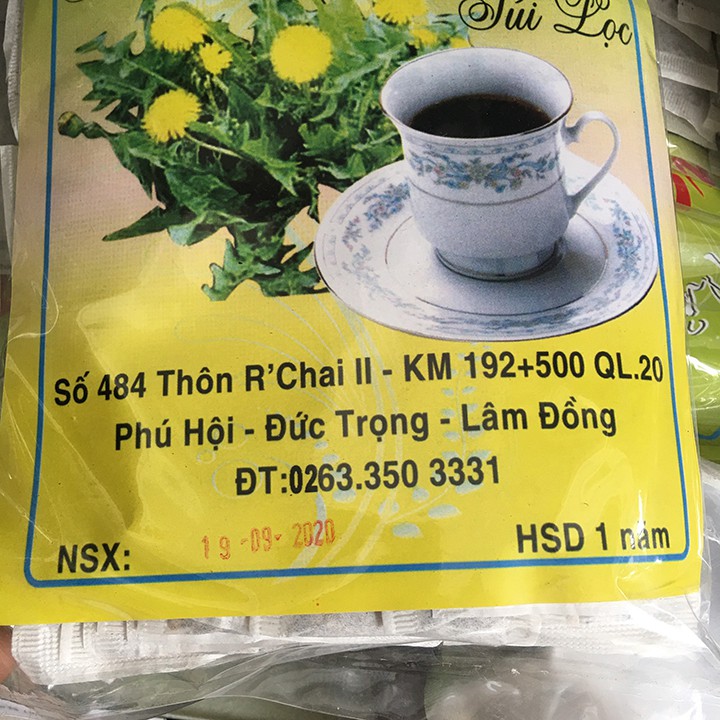 Túi Lọc
Số 484 Thôn R'Chai II - KM 192+500 QL.20
Phú Hội - Đức Trọng - Lâm Đồng
ĐT:0263.350 3331
NSX: 19-09-2020 HSD 1 năm